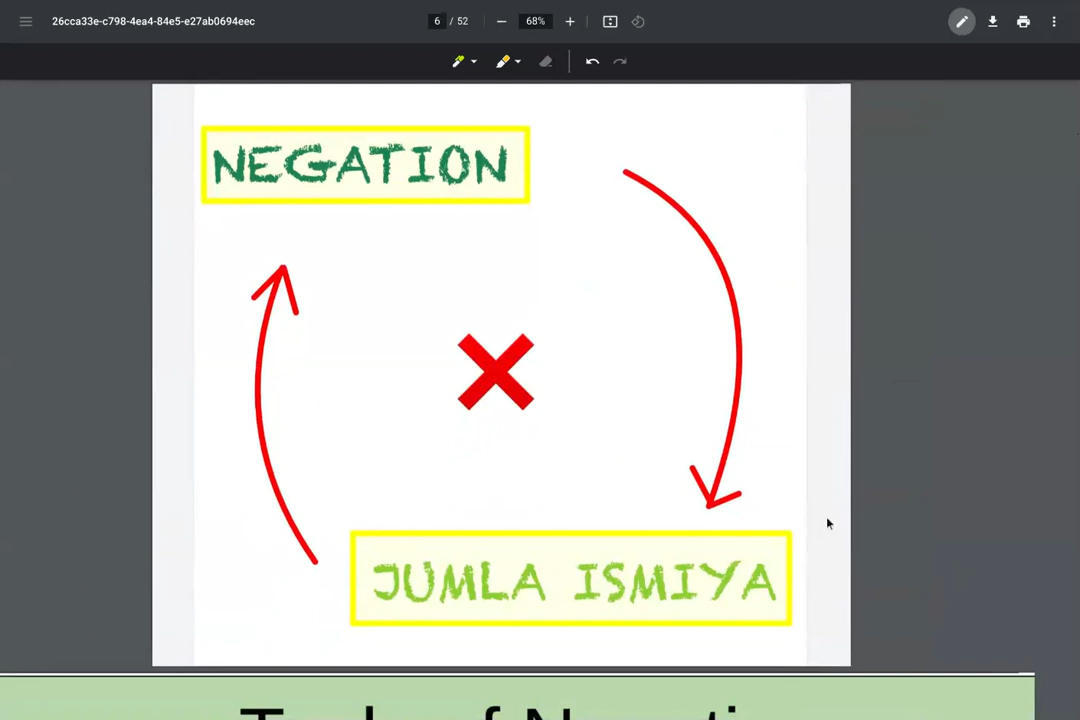 26cca33e-c798-4ea4-84e5-e27ab0694eec
6 / 52
68%
NEGATION
JUMLA ISMIYA